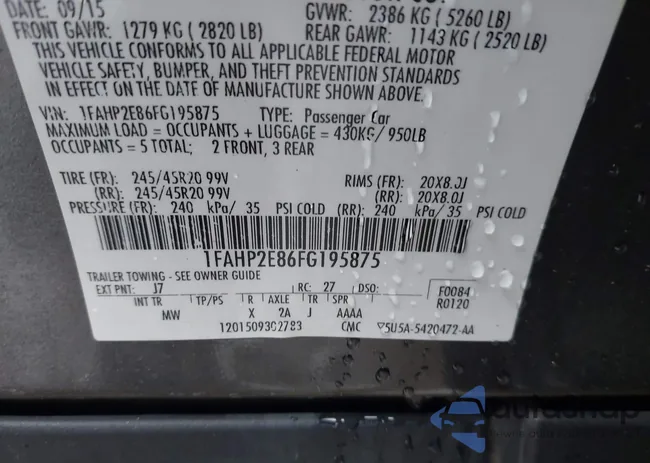 DATE: 09/15
GVWR: 2386 KG ( 5260 LB)
FRONT GAWR: 1279 KG ( 2820 LB)
REAR GAWR: 1143 KG ( 2520 LB)
THIS VEHICLE CONFORMS TO ALL APPLICABLE FEDERAL MOTOR
VEHICLE SAFETY, BUMPER, AND THEFT PREVENTION STANDARDS
IN EFFECT ON THE DATE OF MANUFACTURE SHOWN ABOVE.
VIN: 1FAHP2E86FG195875 TYPE: Passenger Car
MAXIMUM LOAD = OCCUPANTS + LUGGAGE = 430KG/ 950LB
OCCUPANTS = 5 TOTAL; 2 FRONT, 3 REAR
TIRE (FR): 245/45R20 99V RIMS (FR): 20X8.0J
(RR): 245/45R20 99V (RR): 20X8.0J
PRESSURE (FR): 240 kPa/ 35 PSI COLD (RR): 240 kPa/ 35 PSI COLD
1FAHP2E86FG195875
TRAILER TOWING - SEE OWNER GUIDE
EXT PNT: J7 RC: 27 DSO: F0084
INT TR TP/PS R AXLE TR SPR R0120
MW X 2A J AAAA
1201509302783 CMC 5U5A-5420472-AA
autosnap